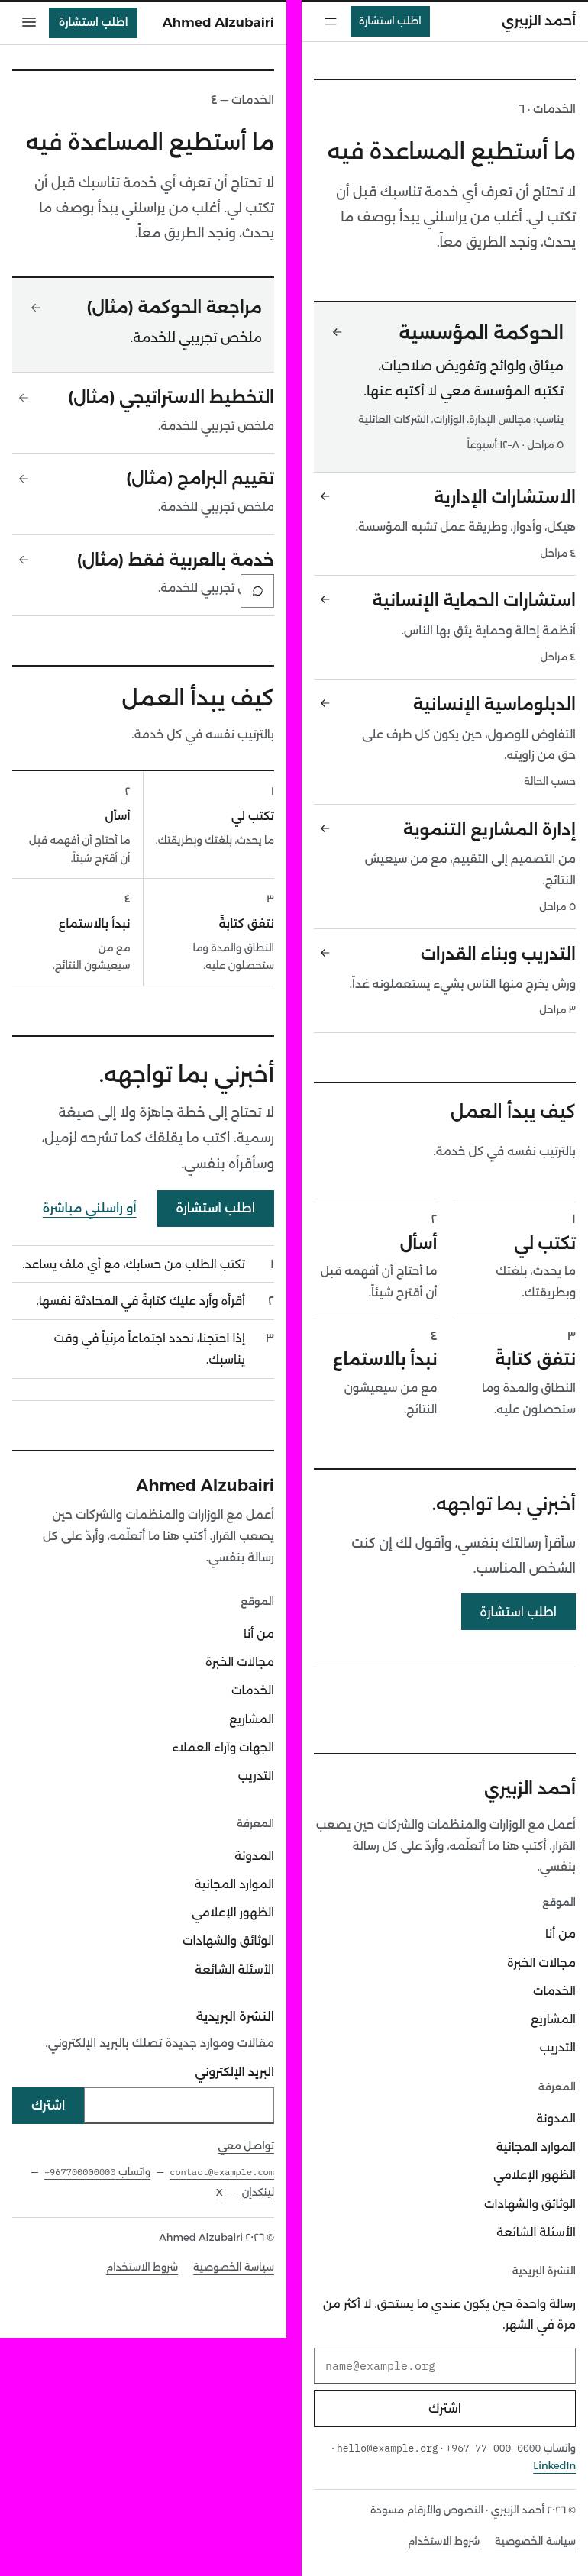 أحمد الزبيري
اطلب استشارة
الخدمات · ٦
ما أستطيع المساعدة فيه
لا تحتاج أن تعرف أي خدمة تناسبك قبل أن
تكتب لي. أغلب من يراسلني يبدأ بوصف ما
يحدث، ونجد الطريق معاً.
الحوكمة المؤسسية
ميثاق ولوائح وتفويض صلاحيات،
تكتبه المؤسسة معي لا أكتبه عنها.
يناسب: مجالس الإدارة، الوزارات، الشركات العائلية
٥ مراحل · ٨–١٢ أسبوعاً
الاستشارات الإدارية
هيكل، وأدوار، وطريقة عمل تشبه المؤسسة.
٤ مراحل
استشارات الحماية الإنسانية
أنظمة إحالة وحماية يثق بها الناس.
٤ مراحل
الدبلوماسية الإنسانية
التفاوض للوصول، حين يكون كل طرف على
حق من زاويته.
حسب الحالة
إدارة المشاريع التنموية
من التصميم إلى التقييم، مع من سيعيش
النتائج.
٥ مراحل
التدريب وبناء القدرات
ورش يخرج منها الناس بشيء يستعملونه غداً.
٣ مراحل
كيف يبدأ العمل
بالترتيب نفسه في كل خدمة.
١
تكتب لي
ما يحدث، بلغتك
وبطريقتك.
٢
أسأل
ما أحتاج أن أفهمه قبل
أن أقترح شيئاً.
٣
نتفق كتابةً
النطاق والمدة وما
ستحصلون عليه.
٤
نبدأ بالاستماع
مع من سيعيشون
النتائج.
أخبرني بما تواجهه.
سأقرأ رسالتك بنفسي، وأقول لك إن كنت
الشخص المناسب.
اطلب استشارة
أحمد الزبيري
أعمل مع الوزارات والمنظمات والشركات حين يصعب
القرار. أكتب هنا ما أتعلّمه، وأردّ على كل رسالة
بنفسي.
الموقع
من أنا
مجالات الخبرة
الخدمات
المشاريع
التدريب
المعرفة
المدونة
الموارد المجانية
الظهور الإعلامي
الوثائق والشهادات
الأسئلة الشائعة
النشرة البريدية
رسالة واحدة حين يكون عندي ما يستحق. لا أكثر من
مرة في الشهر.
name@example.org
اشترك
واتساب 0000 000 77 967+ · hello@example.org ·
LinkedIn
© ٢٠٢٦ أحمد الزبيري · النصوص والأرقام مسودة
سياسة الخصوصية شروط الاستخدام
Ahmed Alzubairi
اطلب استشارة
الخدمات — ٤
ما أستطيع المساعدة فيه
لا تحتاج أن تعرف أي خدمة تناسبك قبل أن
تكتب لي. أغلب من يراسلني يبدأ بوصف ما
يحدث، ونجد الطريق معاً.
مراجعة الحوكمة (مثال)
ملخص تجريبي للخدمة.
التخطيط الاستراتيجي (مثال)
ملخص تجريبي للخدمة.
تقييم البرامج (مثال)
ملخص تجريبي للخدمة.
خدمة بالعربية فقط (مثال)
تجريبي للخدمة.
كيف يبدأ العمل
بالترتيب نفسه في كل خدمة.
١
تكتب لي
ما يحدث، بلغتك وبطريقتك.
٢
أسأل
ما أحتاج أن أفهمه قبل
أن أقترح شيئاً.
٣
نتفق كتابةً
النطاق والمدة وما
ستحصلون عليه.
٤
نبدأ بالاستماع
مع من
سيعيشون النتائج.
أخبرني بما تواجهه.
لا تحتاج إلى خطة جاهزة ولا إلى صيغة
رسمية. اكتب ما يقلقك كما تشرحه لزميل،
وسأقرأه بنفسي.
اطلب استشارة
أو راسلني مباشرة
١ تكتب الطلب من حسابك، مع أي ملف يساعد.
٢ أقرأه وأرد عليك كتابةً في المحادثة نفسها.
٣ إذا احتجنا، نحدد اجتماعاً مرئياً في وقت
يناسبك.
Ahmed Alzubairi
أعمل مع الوزارات والمنظمات والشركات حين
يصعب القرار. أكتب هنا ما أتعلّمه، وأردّ على كل
رسالة بنفسي.
الموقع
من أنا
مجالات الخبرة
الخدمات
المشاريع
الجهات وآراء العملاء
التدريب
المعرفة
المدونة
الموارد المجانية
الظهور الإعلامي
الوثائق والشهادات
الأسئلة الشائعة
النشرة البريدية
مقالات وموارد جديدة تصلك بالبريد الإلكتروني.
البريد الإلكتروني
اشترك
تواصل معي
contact@example.com — واتساب +967700000000 —
لينكدإن — X
© ٢٠٢٦ Ahmed Alzubairi
سياسة الخصوصية شروط الاستخدام